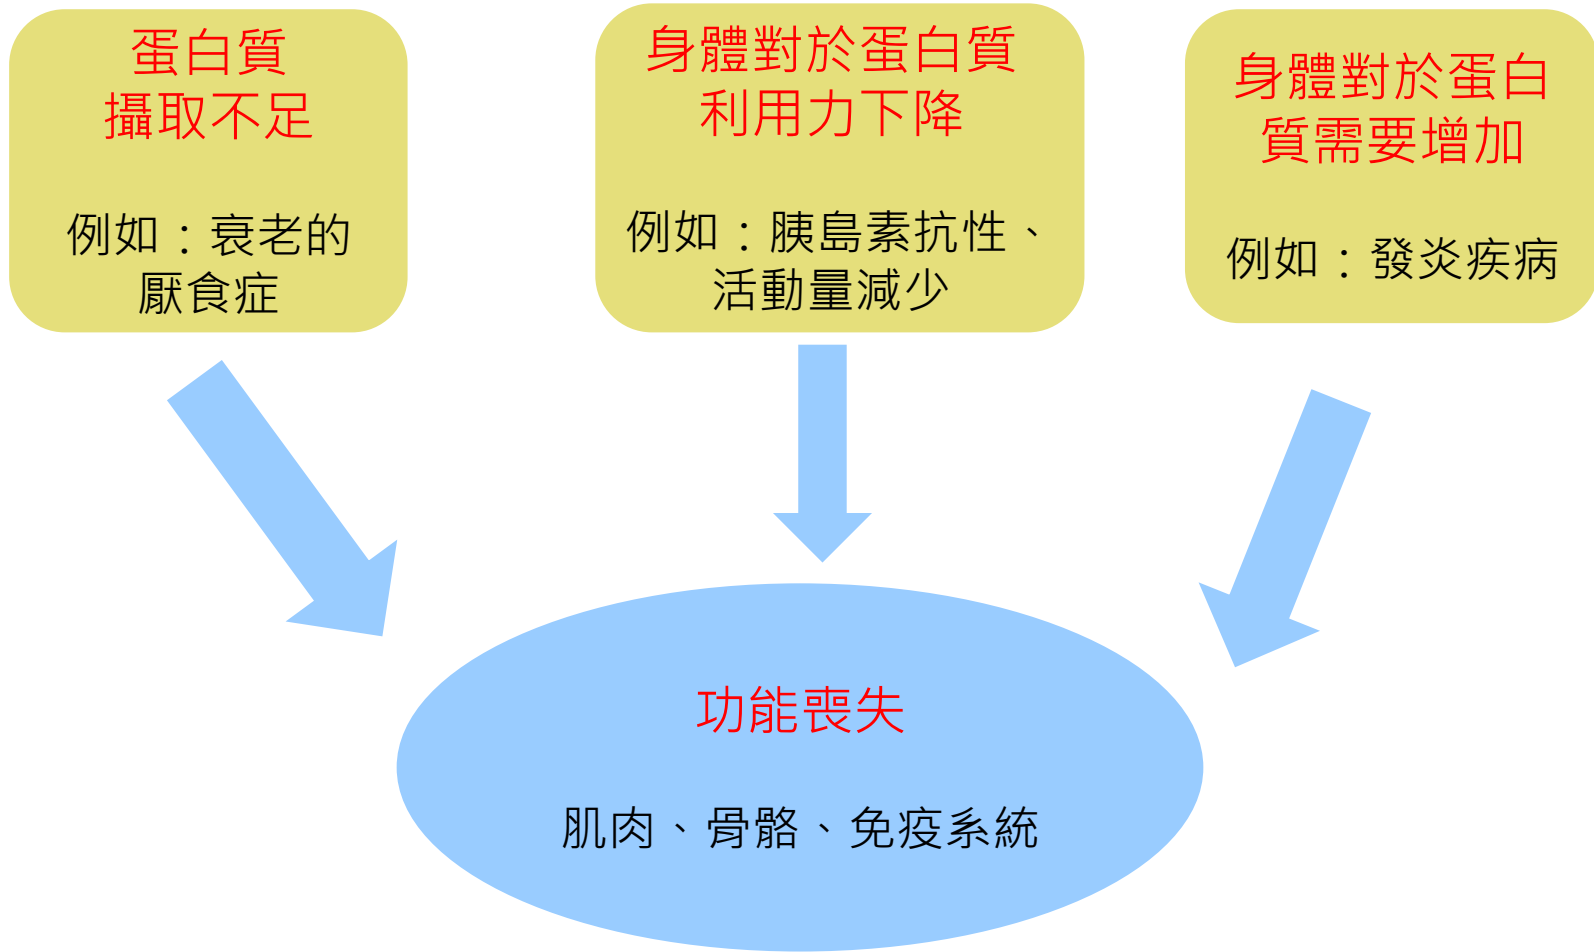 蛋白質
攝取不足
例如：衰老的
厭食症
身體對於蛋白質
利用力下降
例如：胰島素抗性、
活動量減少
身體對於蛋白
質需要增加
例如：發炎疾病
功能喪失
肌肉、骨骼、免疫系統